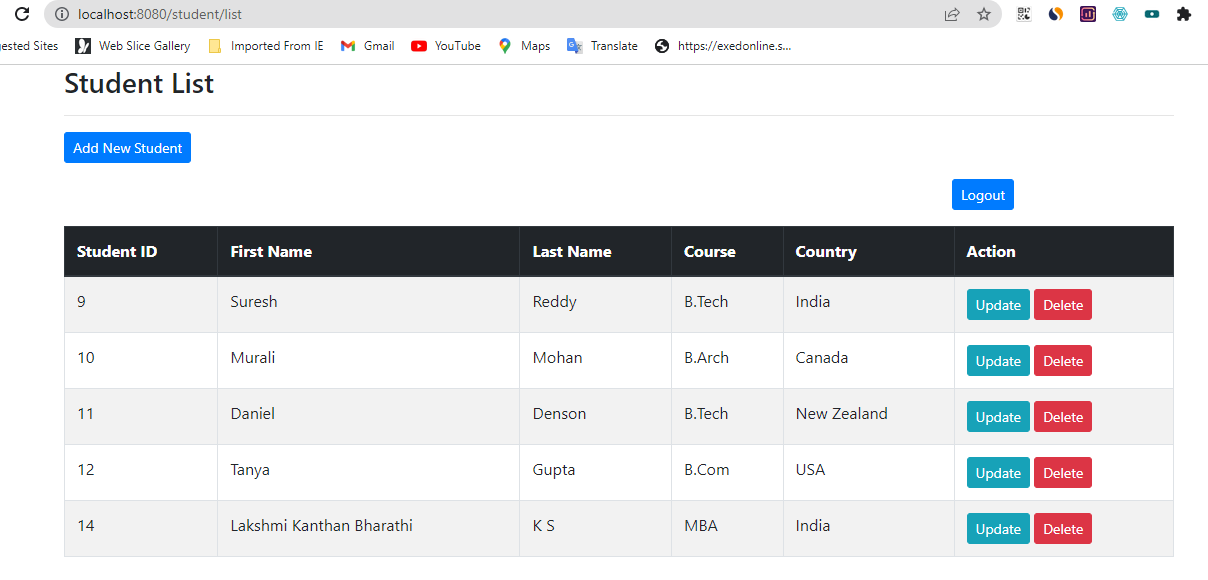 localhost:8080/student/list
ested Sites Web Slice Gallery Imported From IE Gmail YouTube Maps Translate https://exedonline.s...
Student List
Add New Student
Logout
Student ID First Name Last Name Course Country Action
9 Suresh Reddy B.Tech India Update Delete
10 Murali Mohan B.Arch Canada Update Delete
11 Daniel Denson B.Tech New Zealand Update Delete
12 Tanya Gupta B.Com USA Update Delete
14 Lakshmi Kanthan Bharathi K S MBA India Update Delete